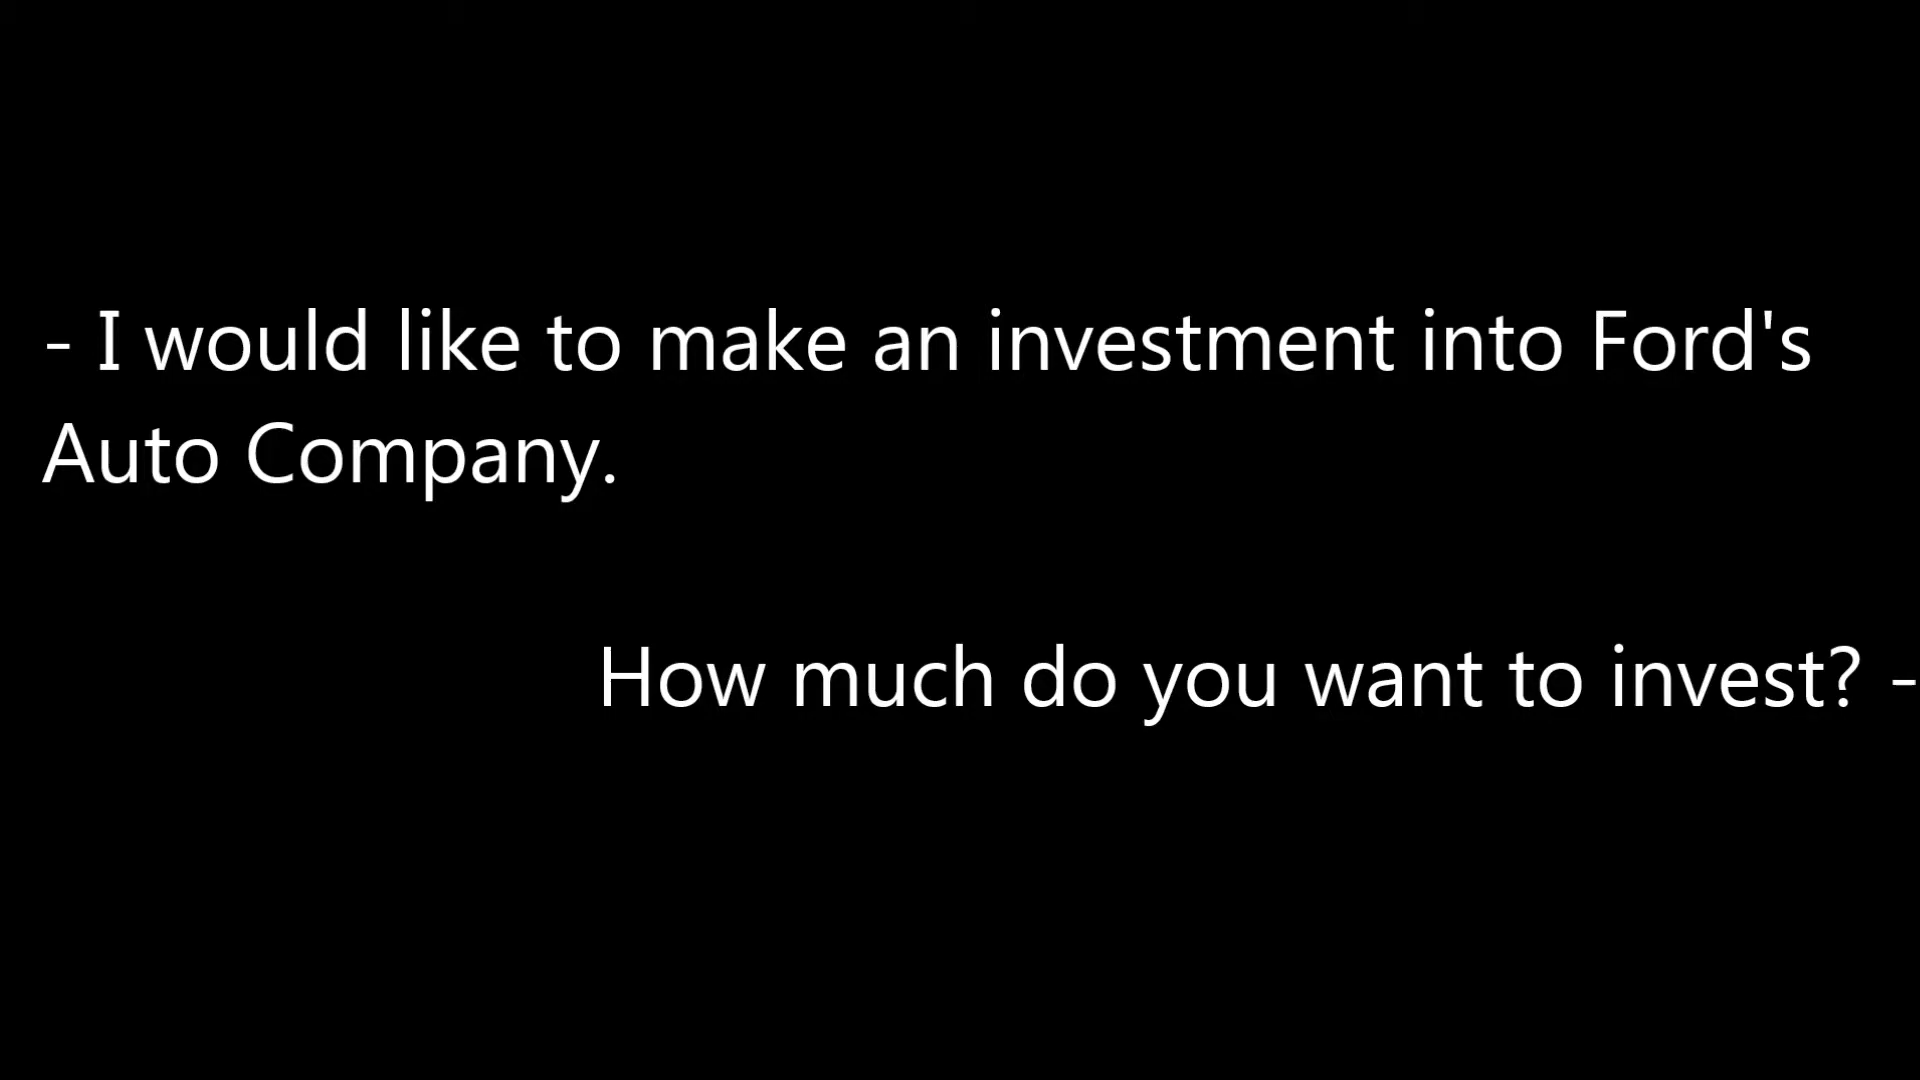 - I would like to make an investment into Ford's
Auto Company.
How much do you want to invest? -